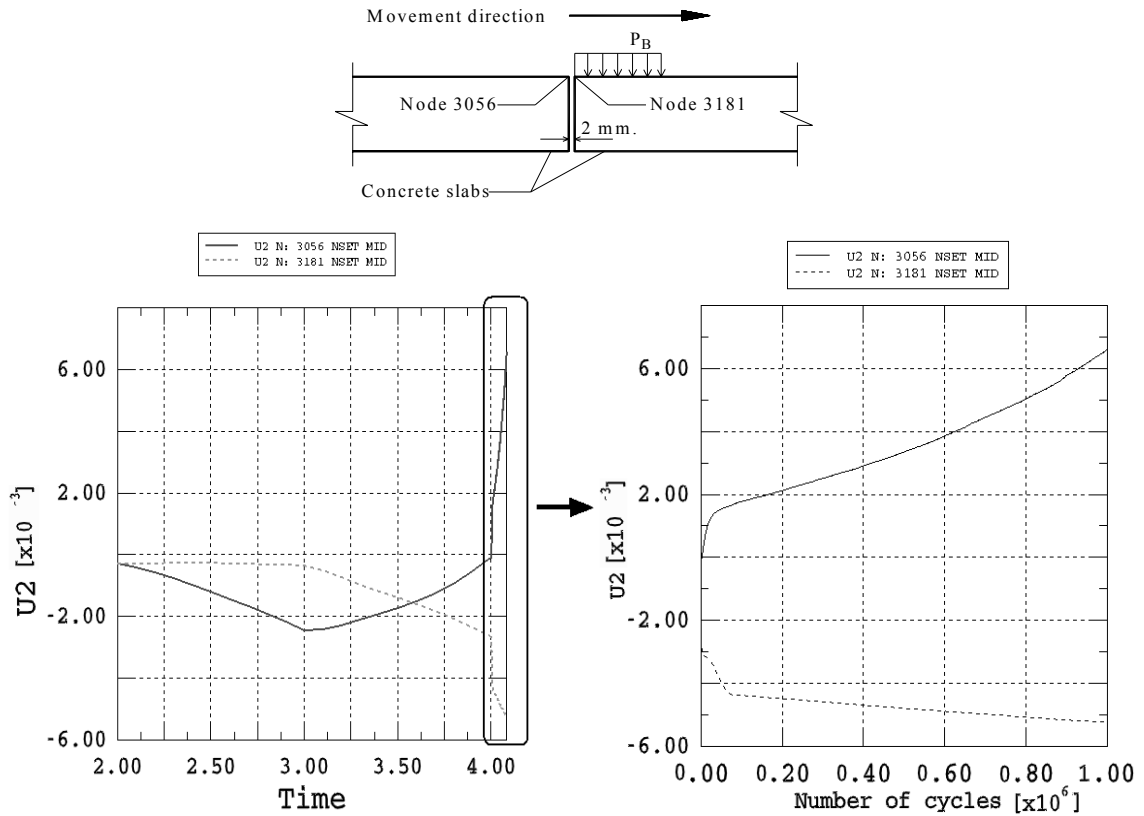 Movement direction
P_B
Node 3056
Node 3181
2 mm.
Concrete slabs
U2 N: 3056 NSET MID
U2 N: 3181 NSET MID
U2 [x10 -3]
6.00
2.00
-2.00
-6.00
2.00 2.50 3.00 3.50 4.00
Time
U2 N: 3056 NSET MID
U2 N: 3181 NSET MID
U2 [x10 -3]
6.00
2.00
-2.00
-6.00
0.00 0.20 0.40 0.60 0.80 1.00
Number of cycles [x10^6]